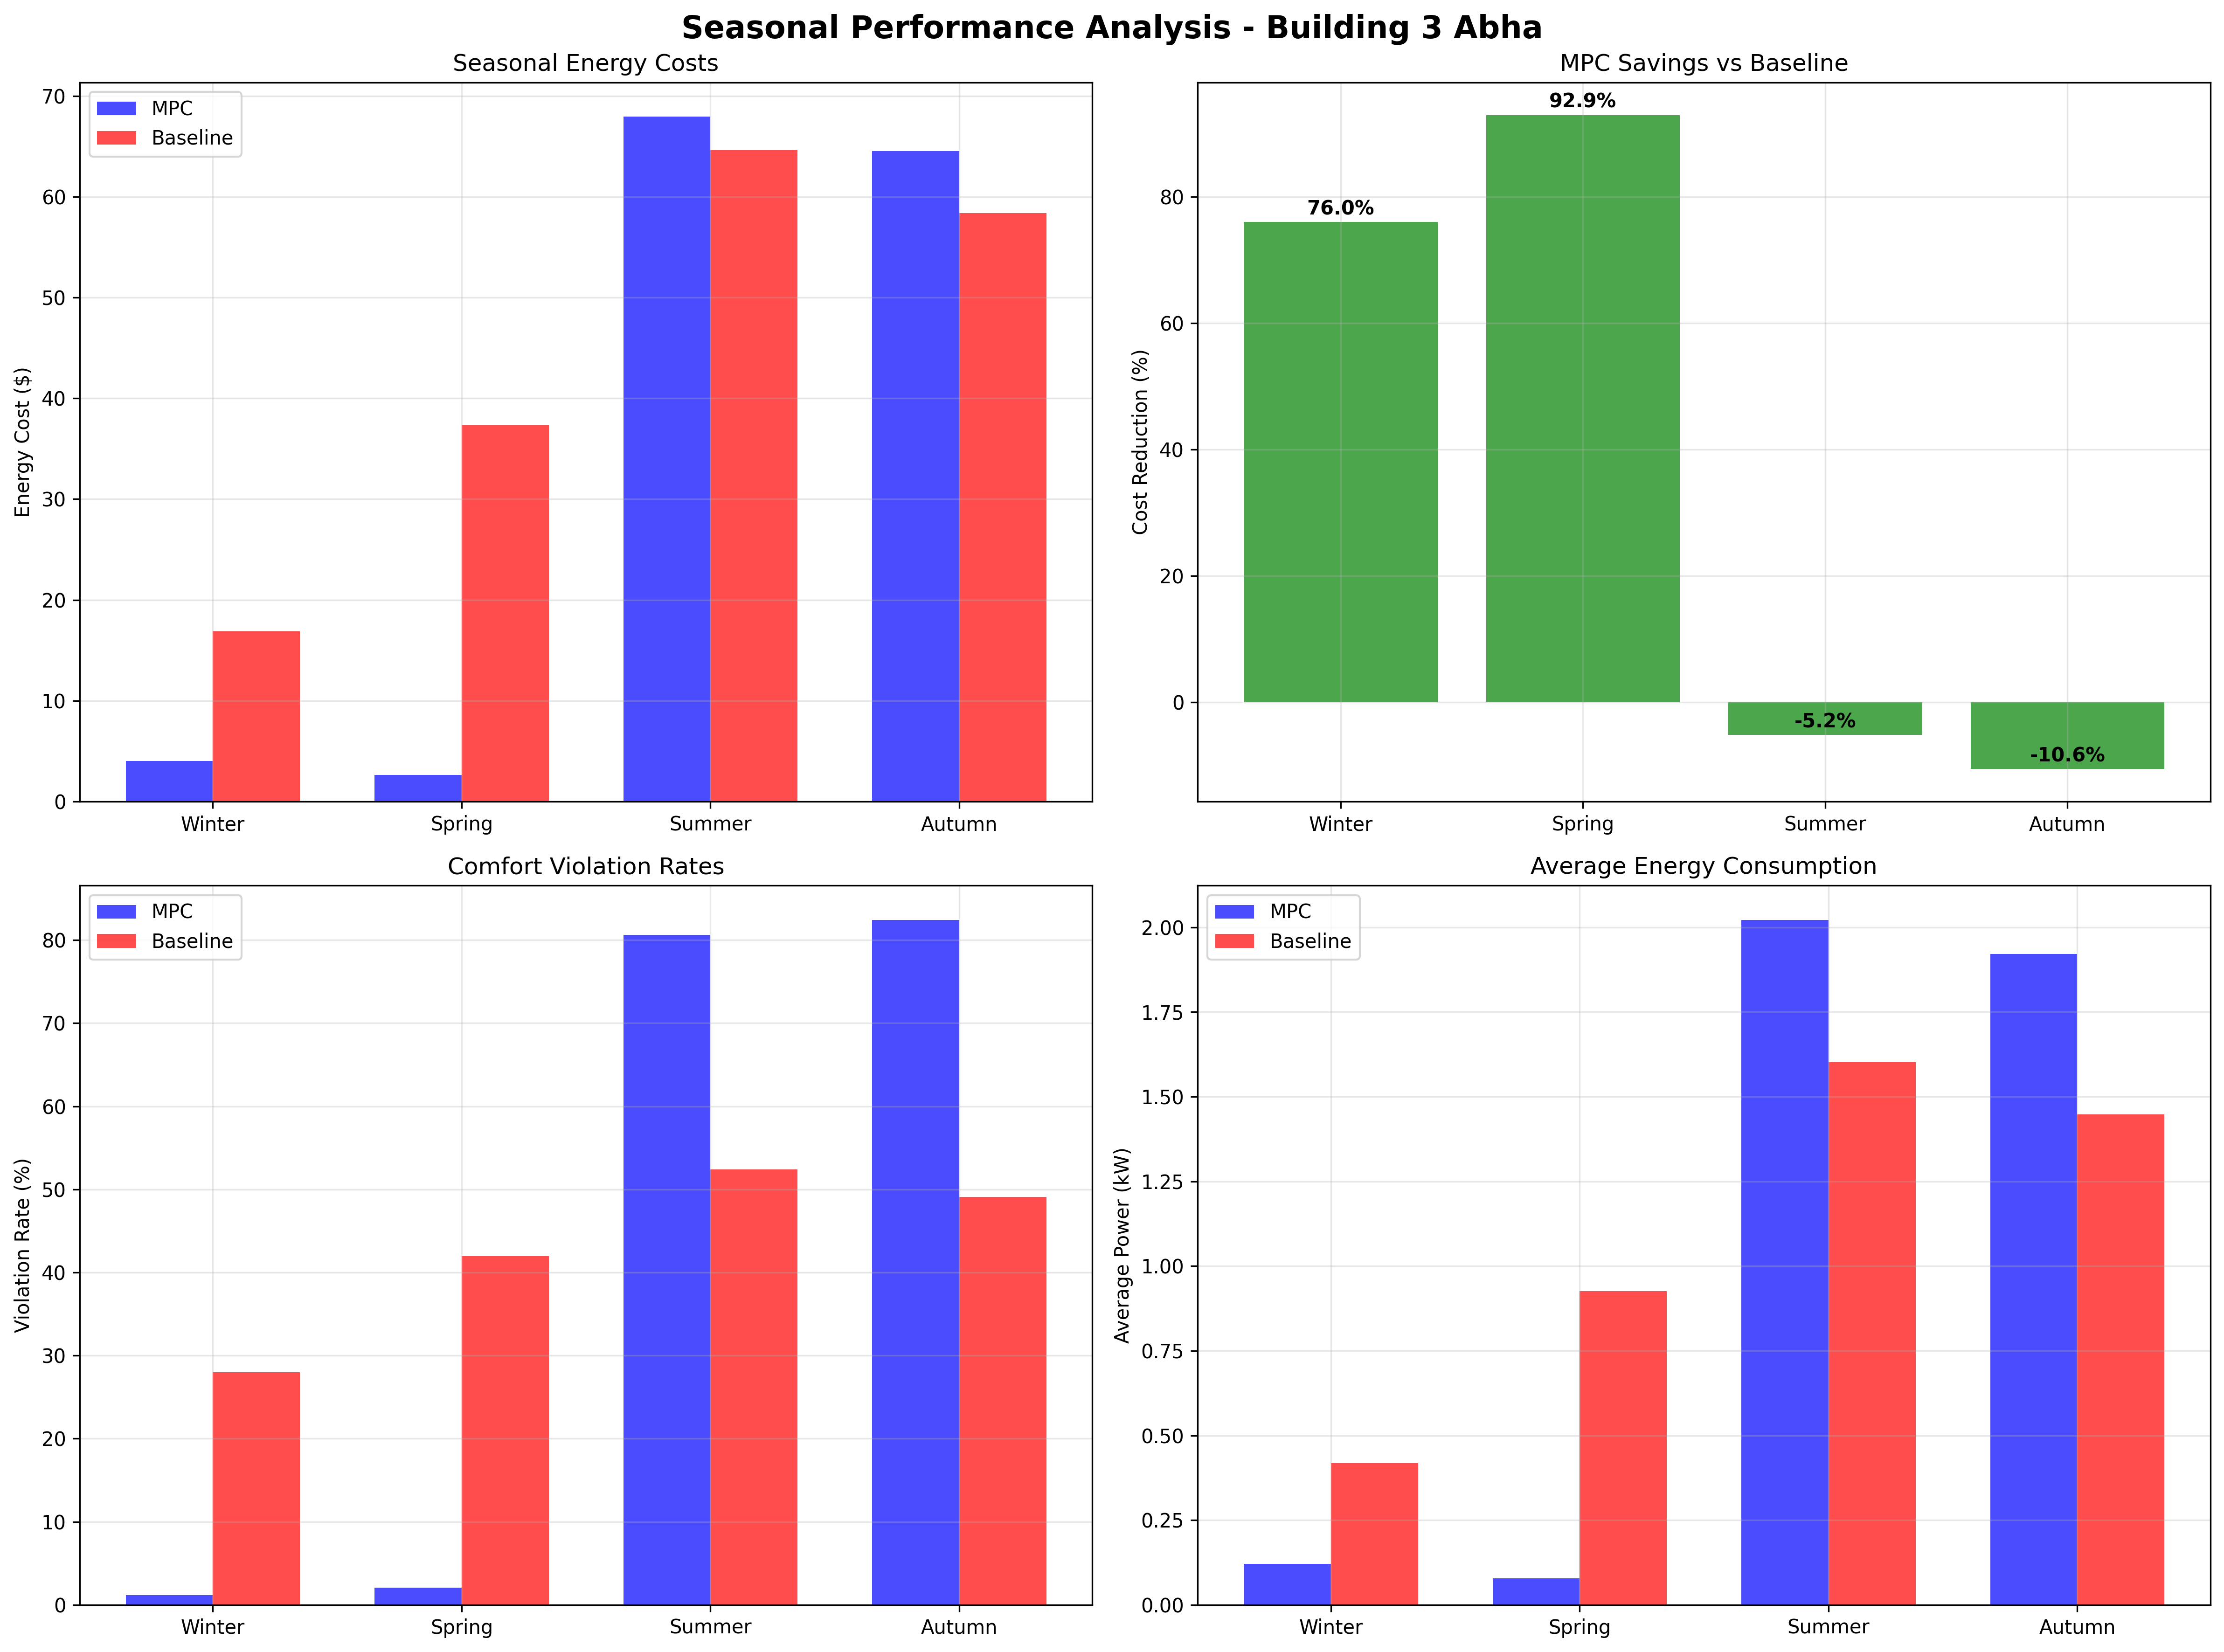 Seasonal Performance Analysis - Building 3 Abha
Seasonal Energy Costs
70
60
50
40
30
20
10
0
Energy Cost ($)
MPC
Baseline
Winter
Spring
Summer
Autumn
MPC Savings vs Baseline
80
60
40
20
0
Cost Reduction (%)
76.0%
92.9%
-5.2%
-10.6%
Winter
Spring
Summer
Autumn
Comfort Violation Rates
80
70
60
50
40
30
20
10
0
Violation Rate (%)
MPC
Baseline
Winter
Spring
Summer
Autumn
Average Energy Consumption
2.00
1.75
1.50
1.25
1.00
0.75
0.50
0.25
0.00
Average Power (kW)
MPC
Baseline
Winter
Spring
Summer
Autumn